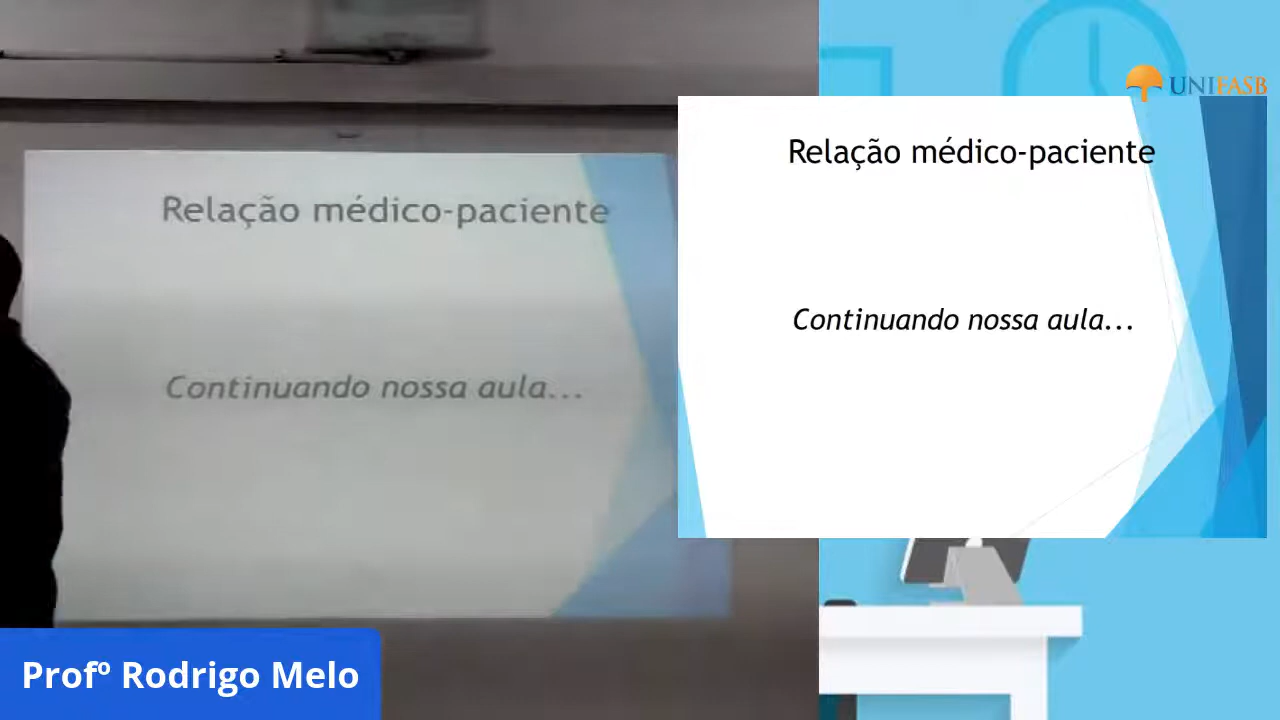 UNIFASB
Relação médico-paciente
Continuando nossa aula...
Relação médico-paciente
Continuando nossa aula...
Profº Rodrigo Melo